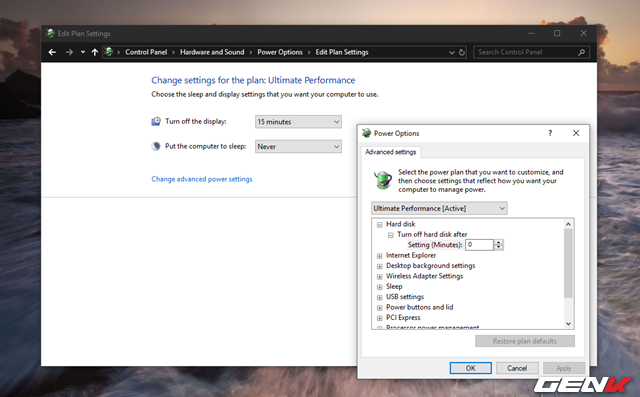 Edit Plan Settings
Control Panel > Hardware and Sound > Power Options > Edit Plan Settings
Search Control Panel
Change settings for the plan: Ultimate Performance
Choose the sleep and display settings that you want your computer to use.
Turn off the display: 15 minutes
Put the computer to sleep: Never
Change advanced power settings
Power Options
Advanced settings
Select the power plan that you want to customize, and
then choose settings that reflect how you want your
computer to manage power.
Ultimate Performance [Active]
Hard disk
Turn off hard disk after
Setting (Minutes): 0
Internet Explorer
Desktop background settings
Wireless Adapter Settings
Sleep
USB settings
Power buttons and lid
PCI Express
Processor power management
Restore plan defaults
OK Cancel Apply
GENK